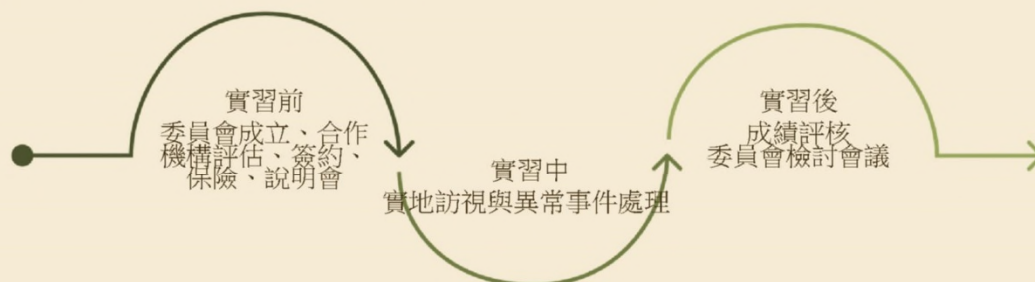 實習前
委員會成立、合作
機構評估、簽約、
保險、說明會
實習中
實地訪視與異常事件處理
實習後
成績評核
委員會檢討會議